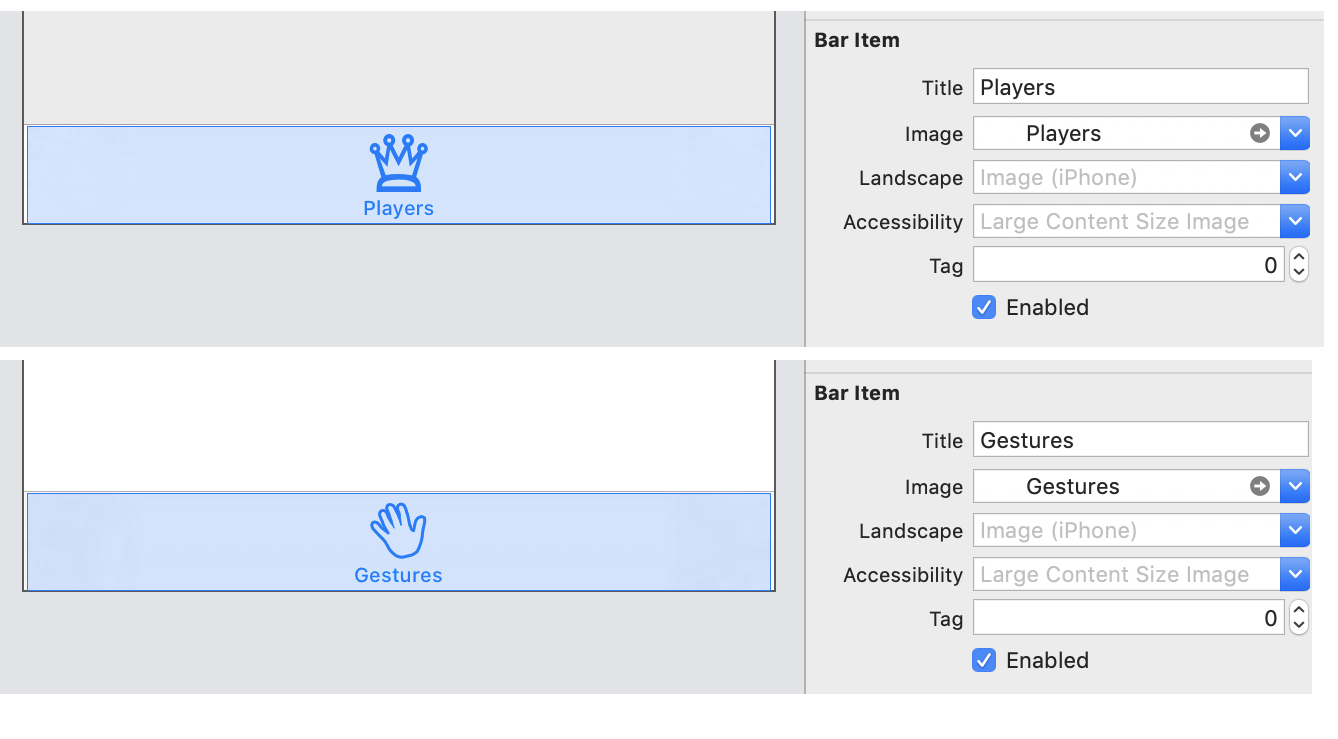 Bar Item
Title Players
Image Players
Landscape Image (iPhone)
Accessibility Large Content Size Image
Tag 0
Enabled
Players
Bar Item
Title Gestures
Image Gestures
Landscape Image (iPhone)
Accessibility Large Content Size Image
Tag 0
Enabled
Gestures